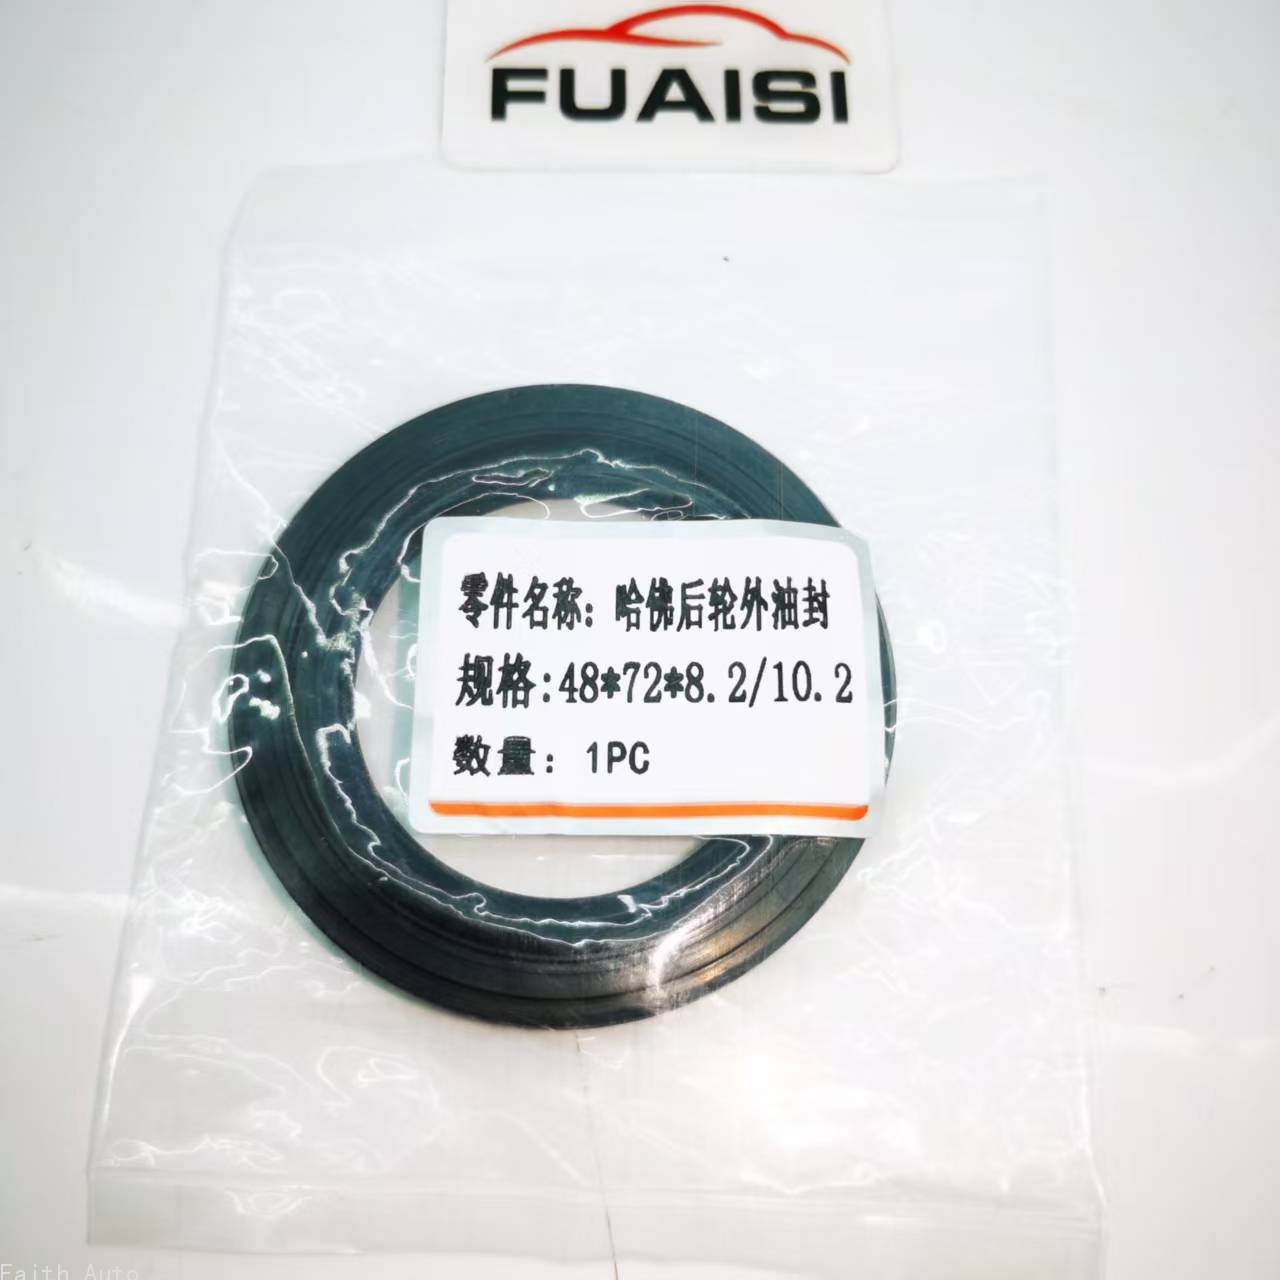 FUAISI
零件名称：哈佛后轮外油封
规格:48*72*8.2/10.2
数量：1PC
Faith Auto